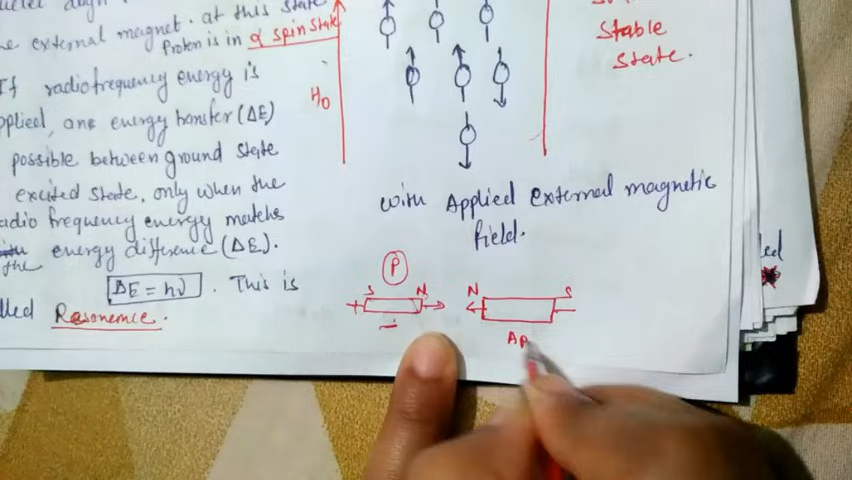 at this state
external magnet.
Proton is in α spin state
If radiofrequency energy is
applied, an energy transfer (ΔE)
possible between ground state
excited state, only when the
radio frequency energy matches
the energy difference (ΔE).
ΔE = hν . This is
Resonence.
H₀
Stable
State.
with Applied external magnetic
field.
P
S N
N S
AP